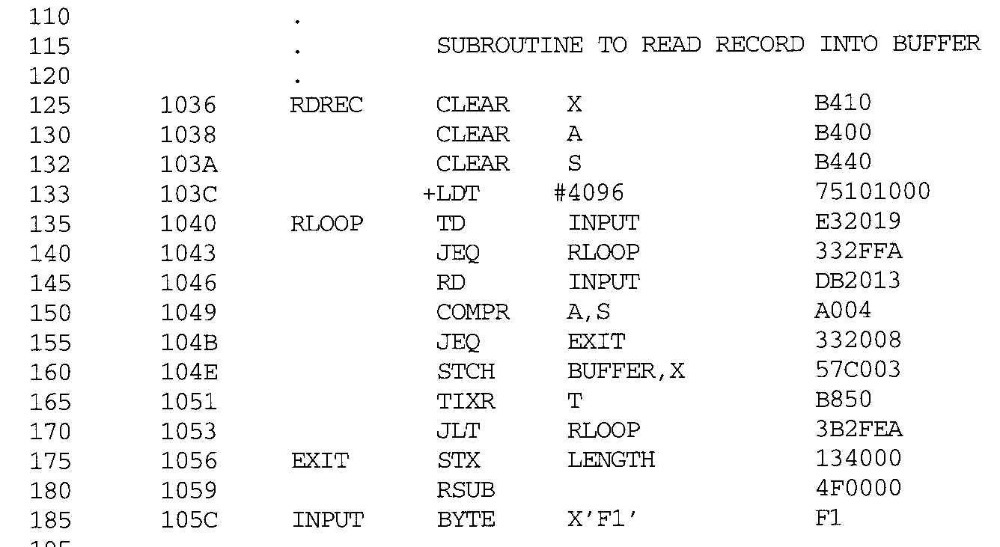 110 .
115 . SUBROUTINE TO READ RECORD INTO BUFFER
120 .
125 1036 RDREC CLEAR X B410
130 1038 CLEAR A B400
132 103A CLEAR S B440
133 103C +LDT #4096 75101000
135 1040 RLOOP TD INPUT E32019
140 1043 JEQ RLOOP 332FFA
145 1046 RD INPUT DB2013
150 1049 COMPR A,S A004
155 104B JEQ EXIT 332008
160 104E STCH BUFFER,X 57C003
165 1051 TIXR T B850
170 1053 JLT RLOOP 3B2FEA
175 1056 EXIT STX LENGTH 134000
180 1059 RSUB 4F0000
185 105C INPUT BYTE X'F1' F1